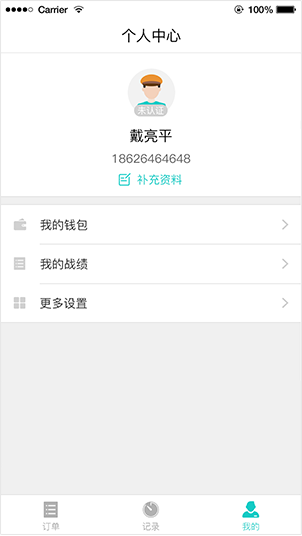 Carrier 100%
个人中心
未认证
戴亮平
18626464648
补充资料
我的钱包
我的战绩
更多设置
订单 记录 我的